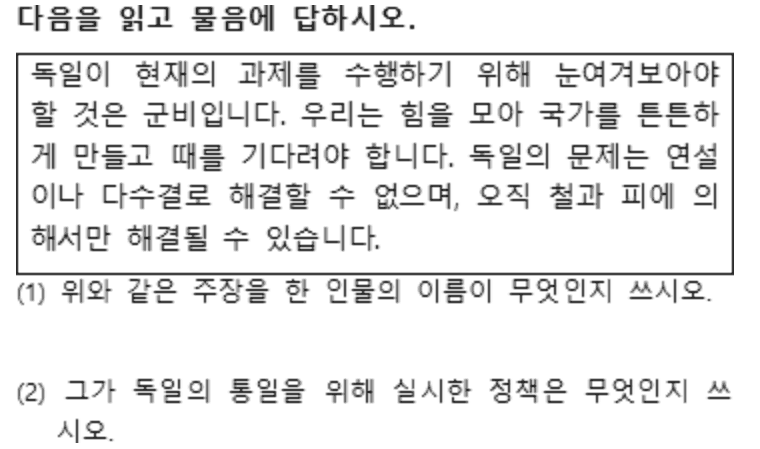 다음을 읽고 물음에 답하시오.
독일이 현재의 과제를 수행하기 위해 눈여겨보아야
할 것은 군비입니다. 우리는 힘을 모아 국가를 튼튼하
게 만들고 때를 기다려야 합니다. 독일의 문제는 연설
이나 다수결로 해결할 수 없으며, 오직 철과 피에 의
해서만 해결될 수 있습니다.
(1) 위와 같은 주장을 한 인물의 이름이 무엇인지 쓰시오.
(2) 그가 독일의 통일을 위해 실시한 정책은 무엇인지 쓰
시오.